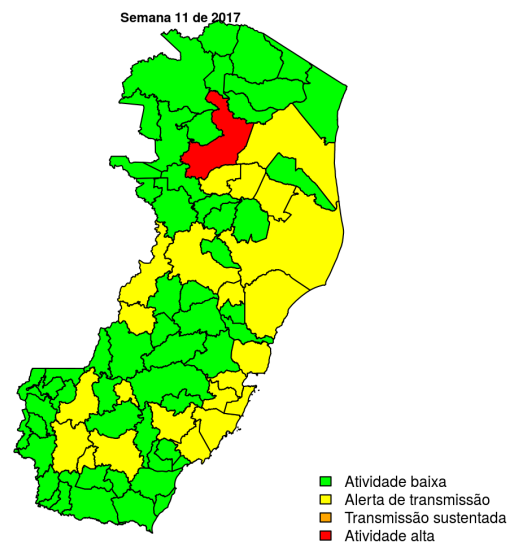 Semana 11 de 2017
Atividade baixa
Alerta de transmissão
Transmissão sustentada
Atividade alta